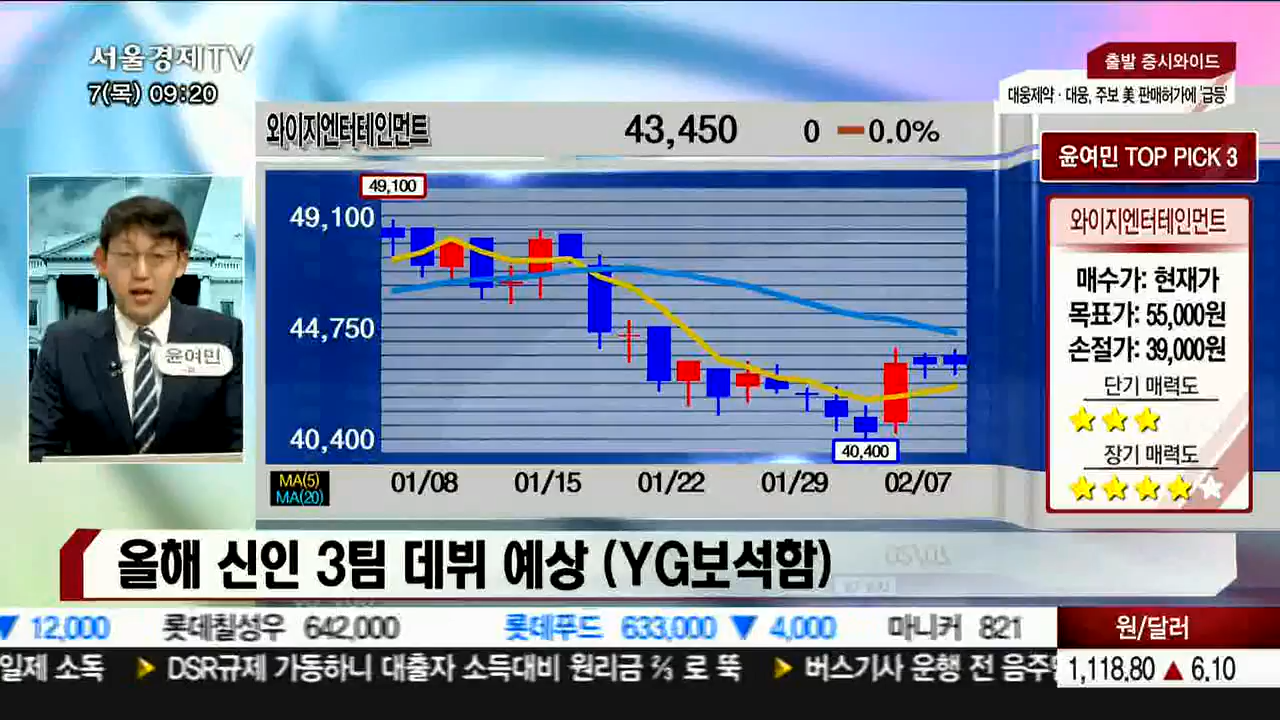 서울경제TV
7(목) 09:20
출발 증시와이드
대웅제약·대웅, 주보 美 판매허가에 '급등'
와이지엔터테인먼트 43,450 0 0.0%
윤여민 TOP PICK 3
와이지엔터테인먼트
매수가: 현재가
목표가: 55,000원
손절가: 39,000원
단기 매력도
장기 매력도
49,100
49,100
44,750
40,400
40,400
01/08 01/15 01/22 01/29 02/07
MA(5)
MA(20)
윤여민
올해 신인 3팀 데뷔 예상 (YG보석함)
▼ 12,000 롯데칠성우 642,000 롯데푸드 633,000 ▼ 4,000 마니커 821
원/달러
일제 소독 ▶ DSR규제 가동하니 대출자 소득대비 원리금 ⅔ 로 뚝 ▶ 버스기사 운행 전 음주
1,118.80 ▲ 6.10